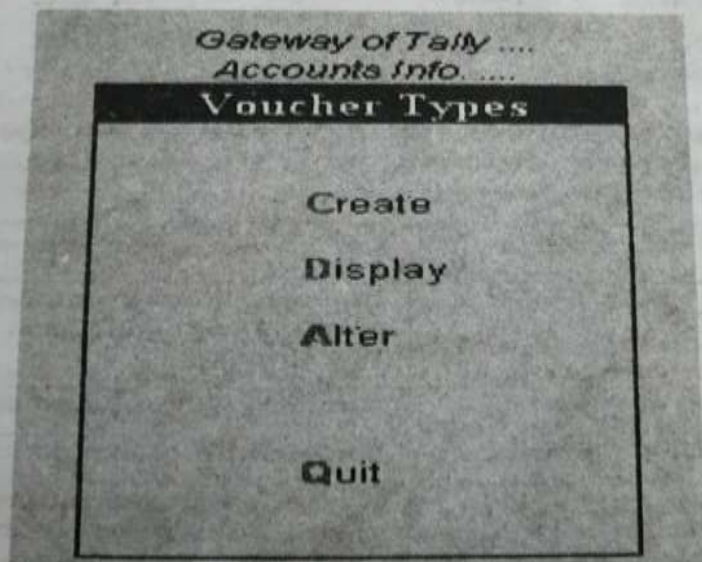 Gateway of Tally ....
Accounts Info. ....
Voucher Types
Create
Display
Alter
Quit